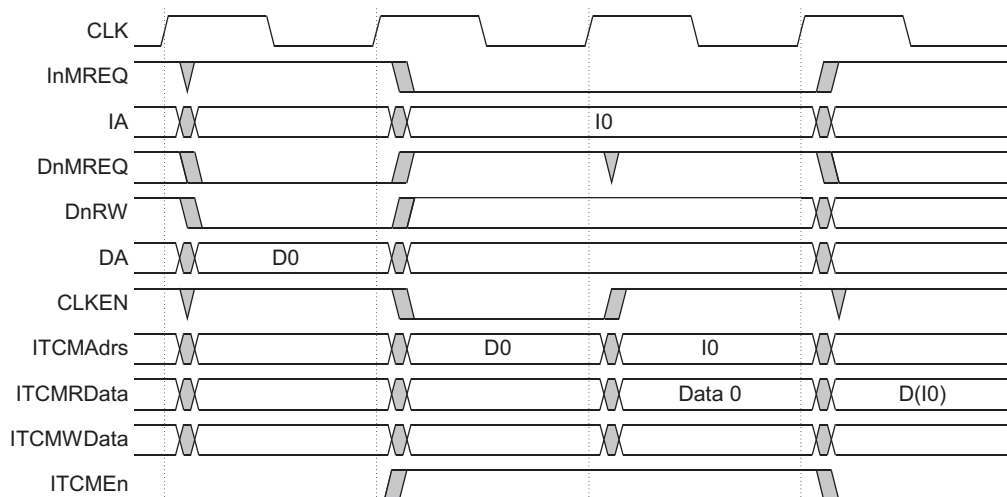 CLK
InMREQ
IA I0
DnMREQ
DnRW
DA D0
CLKEN
ITCMAdrs D0 I0
ITCMRData Data 0 D(I0)
ITCMWData
ITCMEn